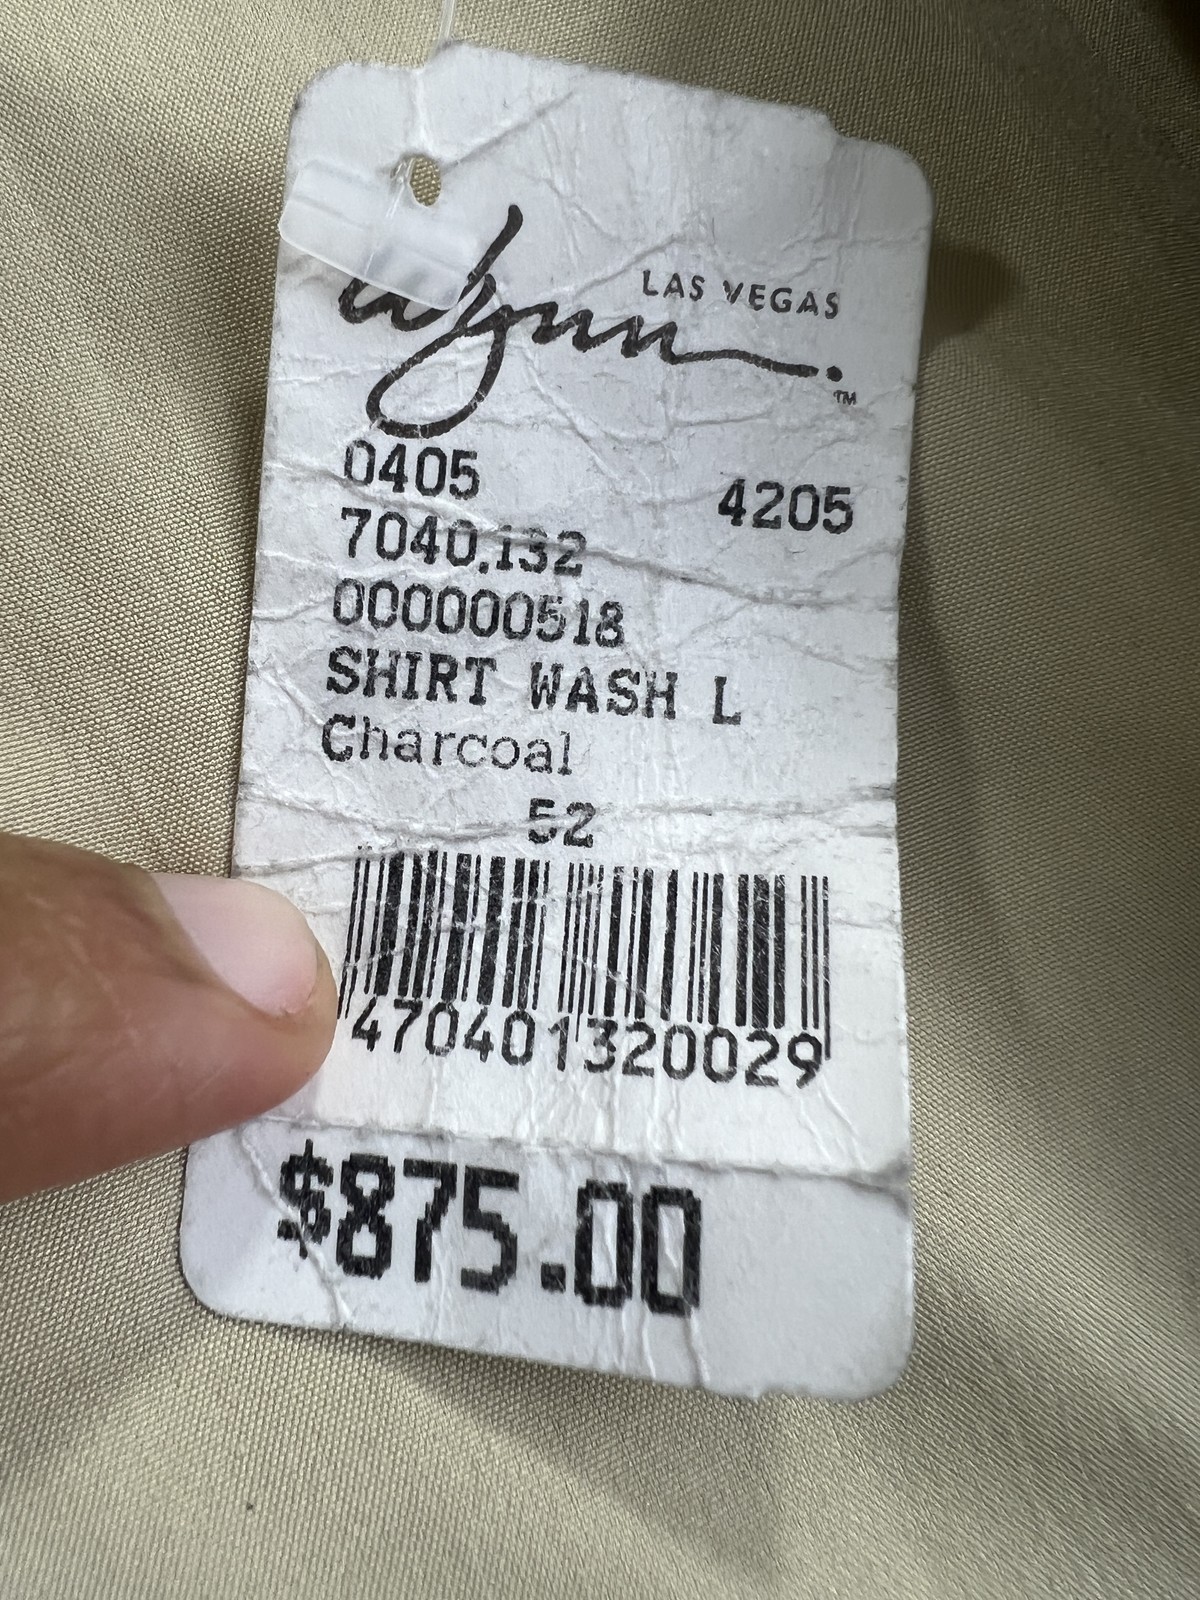 LAS VEGAS
Wynn.
TM
0405 4205
7040.132
000000518
SHIRT WASH L
Charcoal
52
470401320029
$875.00